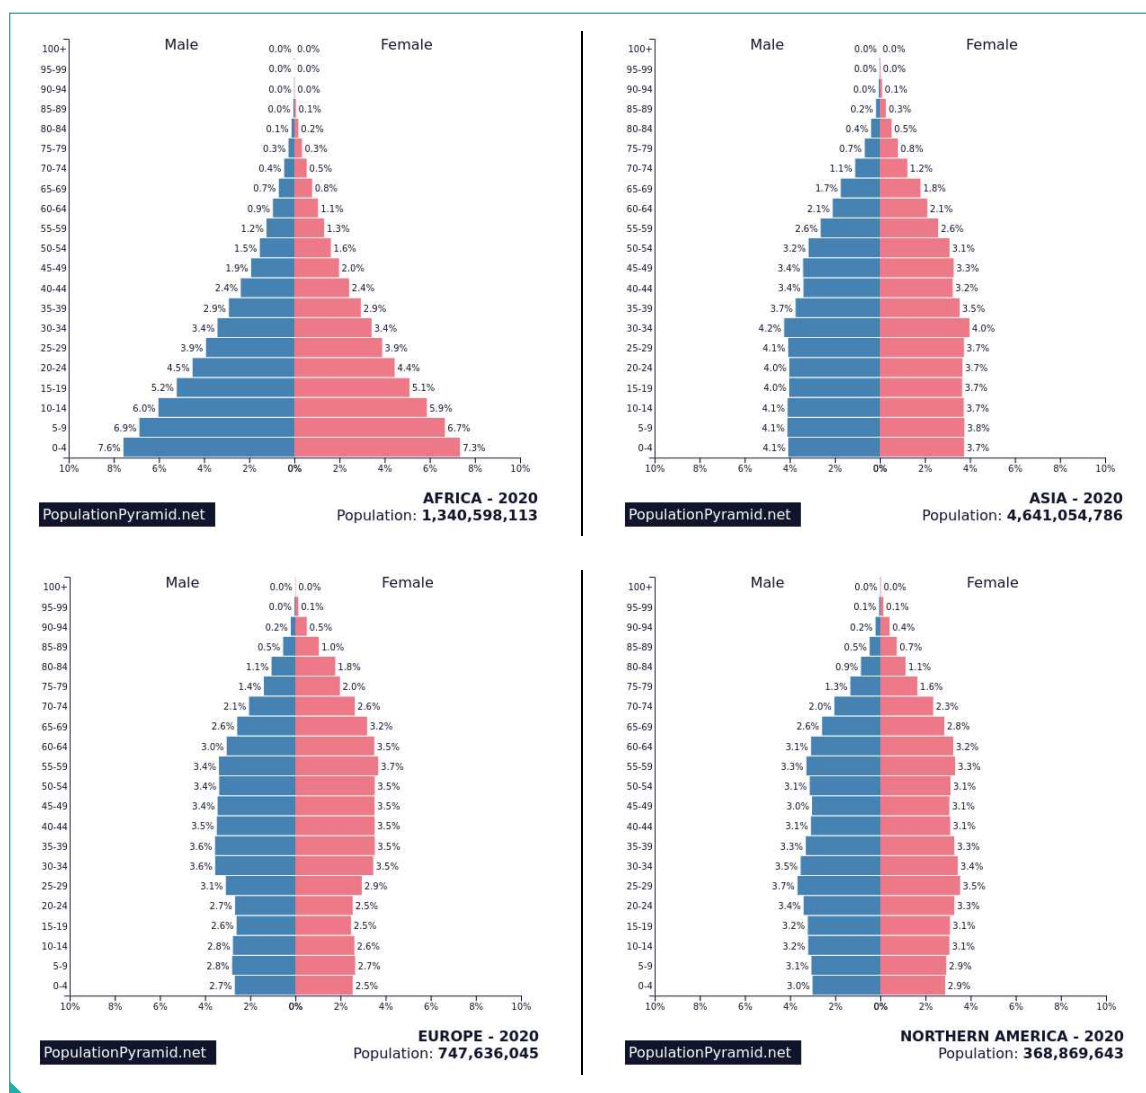 Male Female
100+ 0.0% 0.0%
95-99 0.0% 0.0%
90-94 0.0% 0.0%
85-89 0.0% 0.1%
80-84 0.1% 0.2%
75-79 0.3% 0.3%
70-74 0.4% 0.5%
65-69 0.7% 0.8%
60-64 0.9% 1.1%
55-59 1.2% 1.3%
50-54 1.5% 1.6%
45-49 1.9% 2.0%
40-44 2.4% 2.4%
35-39 2.9% 2.9%
30-34 3.4% 3.4%
25-29 3.9% 3.9%
20-24 4.5% 4.4%
15-19 5.2% 5.1%
10-14 6.0% 5.9%
5-9 6.9% 6.7%
0-4 7.6% 7.3%
10% 8% 6% 4% 2% 0% 2% 4% 6% 8% 10%
AFRICA - 2020
PopulationPyramid.net Population: 1,340,598,113
Male Female
100+ 0.0% 0.0%
95-99 0.0% 0.0%
90-94 0.0% 0.1%
85-89 0.2% 0.3%
80-84 0.4% 0.5%
75-79 0.7% 0.8%
70-74 1.1% 1.2%
65-69 1.7% 1.8%
60-64 2.1% 2.1%
55-59 2.6% 2.6%
50-54 3.2% 3.1%
45-49 3.4% 3.3%
40-44 3.4% 3.2%
35-39 3.7% 3.5%
30-34 4.2% 4.0%
25-29 4.1% 3.7%
20-24 4.0% 3.7%
15-19 4.0% 3.7%
10-14 4.1% 3.7%
5-9 4.1% 3.8%
0-4 4.1% 3.7%
10% 8% 6% 4% 2% 0% 2% 4% 6% 8% 10%
ASIA - 2020
PopulationPyramid.net Population: 4,641,054,786
Male Female
100+ 0.0% 0.0%
95-99 0.0% 0.1%
90-94 0.2% 0.5%
85-89 0.5% 1.0%
80-84 1.1% 1.8%
75-79 1.4% 2.0%
70-74 2.1% 2.6%
65-69 2.6% 3.2%
60-64 3.0% 3.5%
55-59 3.4% 3.7%
50-54 3.4% 3.5%
45-49 3.4% 3.5%
40-44 3.5% 3.5%
35-39 3.6% 3.5%
30-34 3.6% 3.5%
25-29 3.1% 2.9%
20-24 2.7% 2.5%
15-19 2.6% 2.5%
10-14 2.8% 2.6%
5-9 2.8% 2.7%
0-4 2.7% 2.5%
10% 8% 6% 4% 2% 0% 2% 4% 6% 8% 10%
EUROPE - 2020
PopulationPyramid.net Population: 747,636,045
Male Female
100+ 0.0% 0.0%
95-99 0.1% 0.1%
90-94 0.2% 0.4%
85-89 0.5% 0.7%
80-84 0.9% 1.1%
75-79 1.3% 1.6%
70-74 2.0% 2.3%
65-69 2.6% 2.8%
60-64 3.1% 3.2%
55-59 3.3% 3.3%
50-54 3.1% 3.1%
45-49 3.0% 3.1%
40-44 3.1% 3.1%
35-39 3.3% 3.3%
30-34 3.5% 3.4%
25-29 3.7% 3.5%
20-24 3.4% 3.3%
15-19 3.2% 3.1%
10-14 3.2% 3.1%
5-9 3.1% 2.9%
0-4 3.0% 2.9%
10% 8% 6% 4% 2% 0% 2% 4% 6% 8% 10%
NORTHERN AMERICA - 2020
PopulationPyramid.net Population: 368,869,643